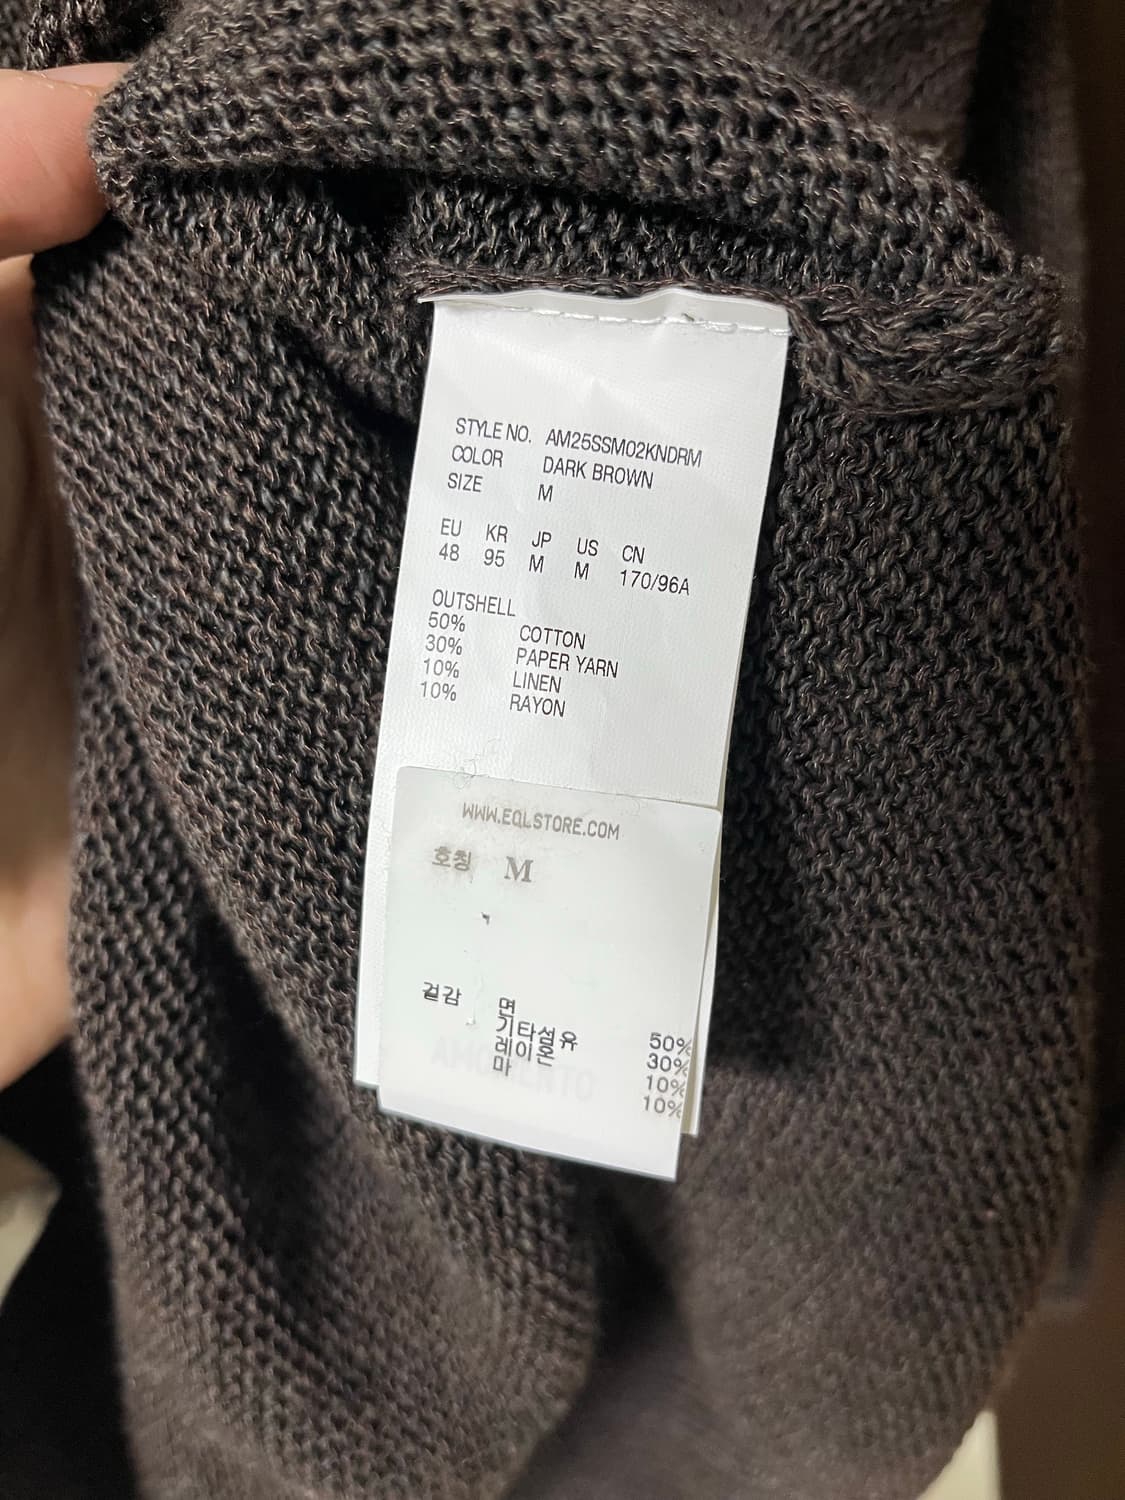 STYLE NO. AM25SSM02KNDRM
COLOR DARK BROWN
SIZE M
EU KR JP US CN
48 95 M M 170/96A
OUTSHELL
50% COTTON
30% PAPER YARN
10% LINEN
10% RAYON
WWW.EQLSTORE.COM
호칭 M
겉감 면 50%
기타섬유 30%
레이온 10%
마 10%
AMOMENTO